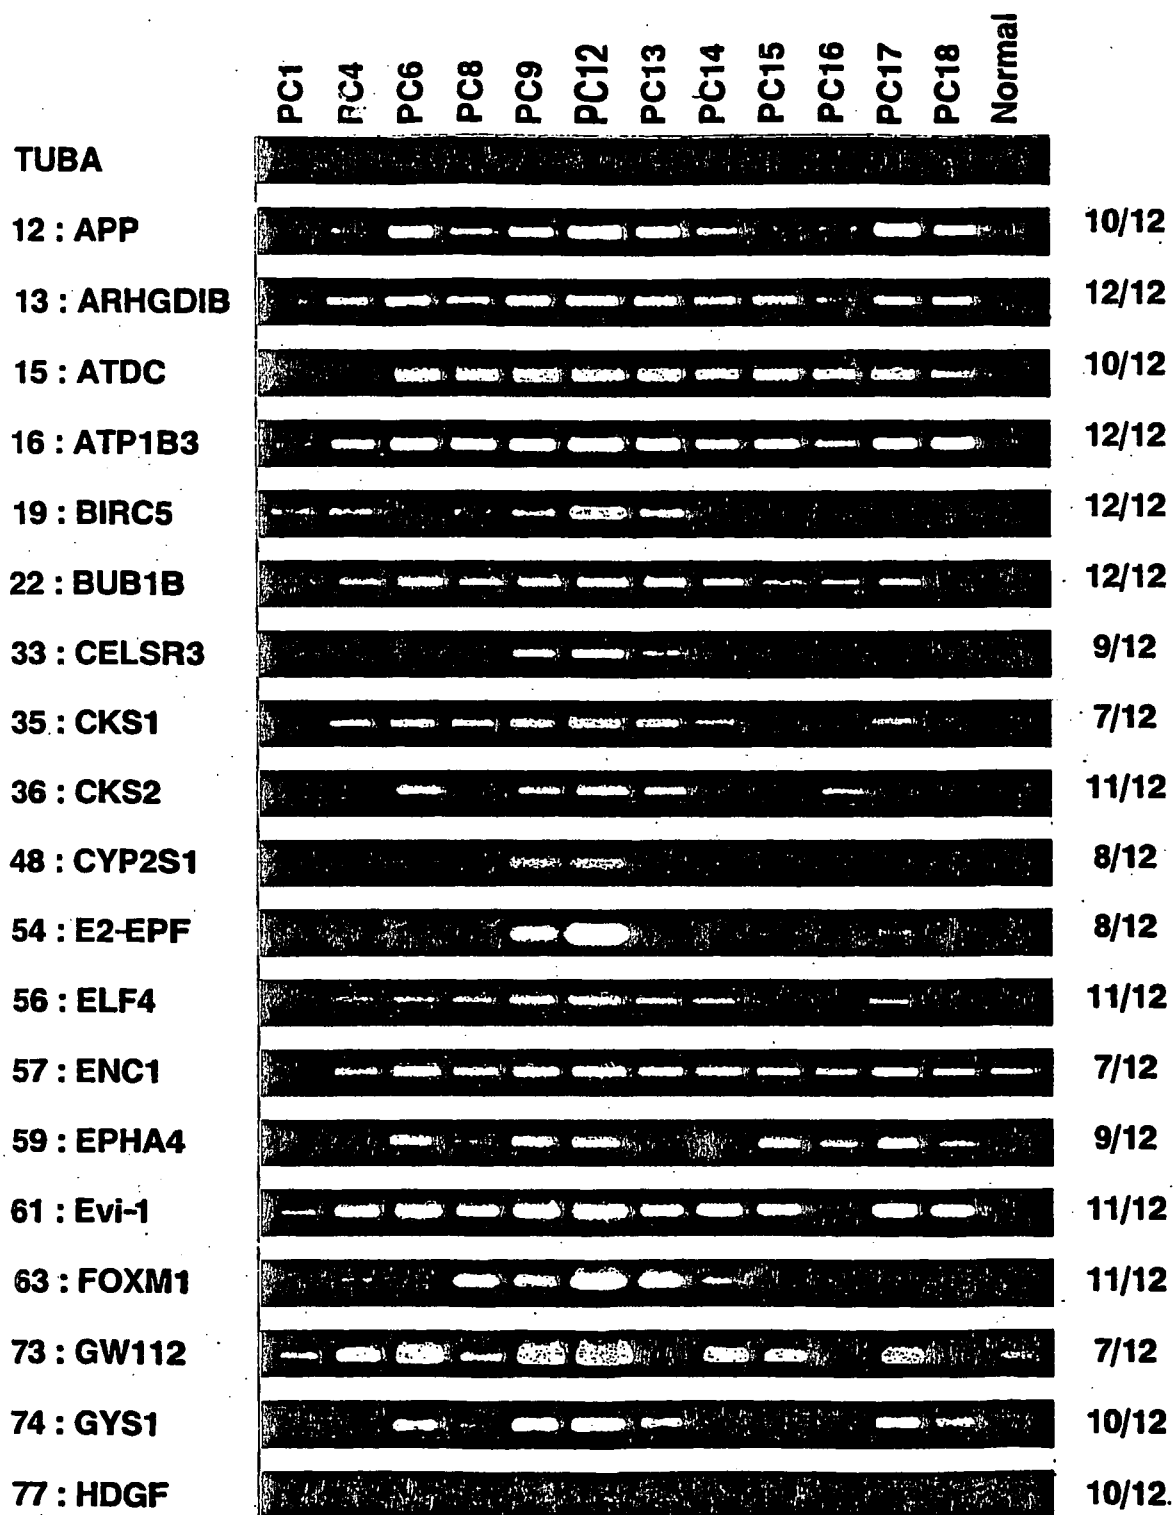 PC1 PC4 PC6 PC8 PC9 PC12 PC13 PC14 PC15 PC16 PC17 PC18 Normal
TUBA
12 : APP 10/12
13 : ARHGDIB 12/12
15 : ATDC 10/12
16 : ATP1B3 12/12
19 : BIRC5 12/12
22 : BUB1B 12/12
33 : CELSR3 9/12
35 : CKS1 7/12
36 : CKS2 11/12
48 : CYP2S1 8/12
54 : E2-EPF 8/12
56 : ELF4 11/12
57 : ENC1 7/12
59 : EPHA4 9/12
61 : Evi-1 11/12
63 : FOXM1 11/12
73 : GW112 7/12
74 : GYS1 10/12
77 : HDGF 10/12